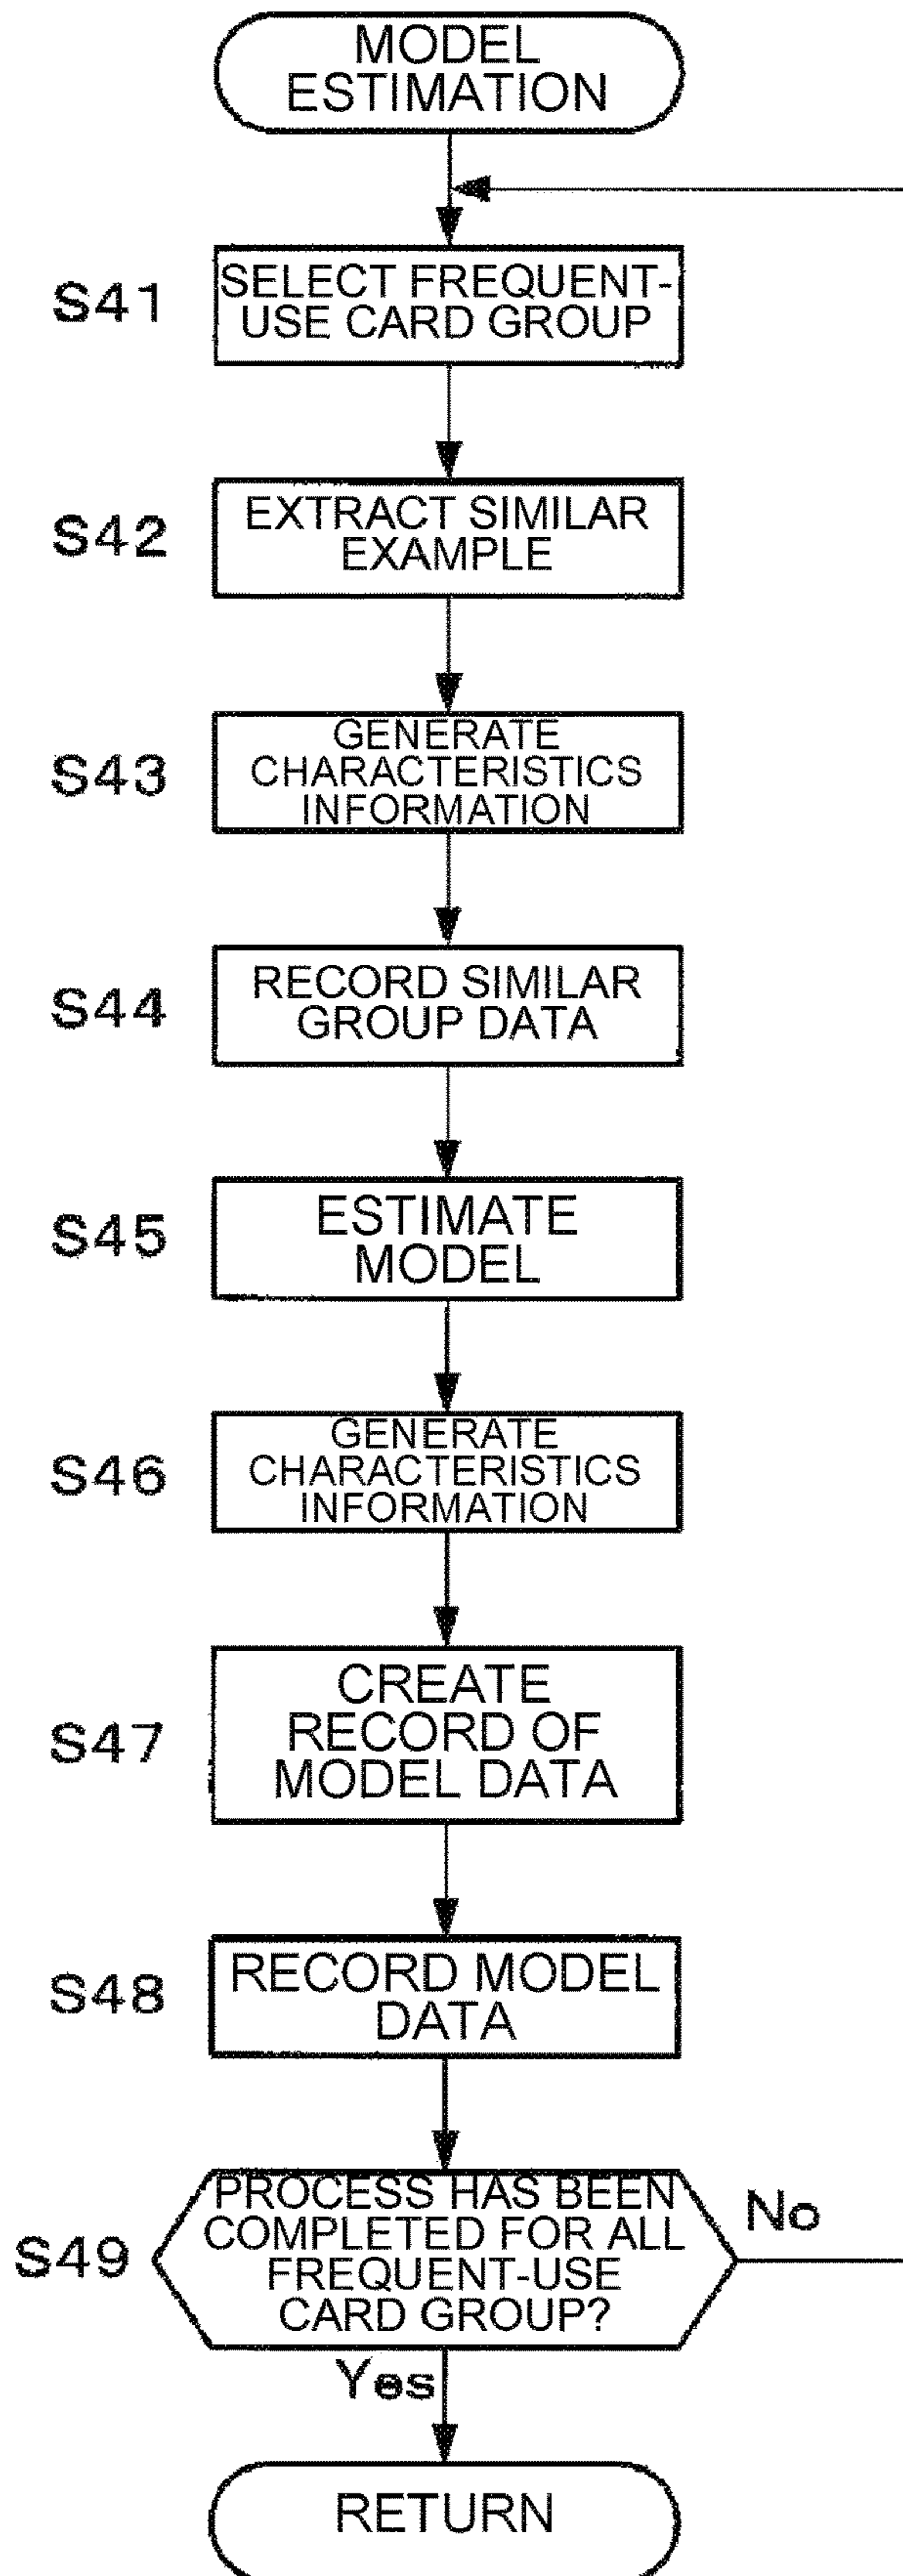 MODEL
ESTIMATION
S41
SELECT FREQUENT-
USE CARD GROUP
S42
EXTRACT SIMILAR
EXAMPLE
S43
GENERATE
CHARACTERISTICS
INFORMATION
S44
RECORD SIMILAR
GROUP DATA
S45
ESTIMATE
MODEL
S46
GENERATE
CHARACTERISTICS
INFORMATION
S47
CREATE
RECORD OF
MODEL DATA
S48
RECORD MODEL
DATA
S49
PROCESS HAS BEEN
COMPLETED FOR ALL
FREQUENT-USE
CARD GROUP?
No
Yes
RETURN